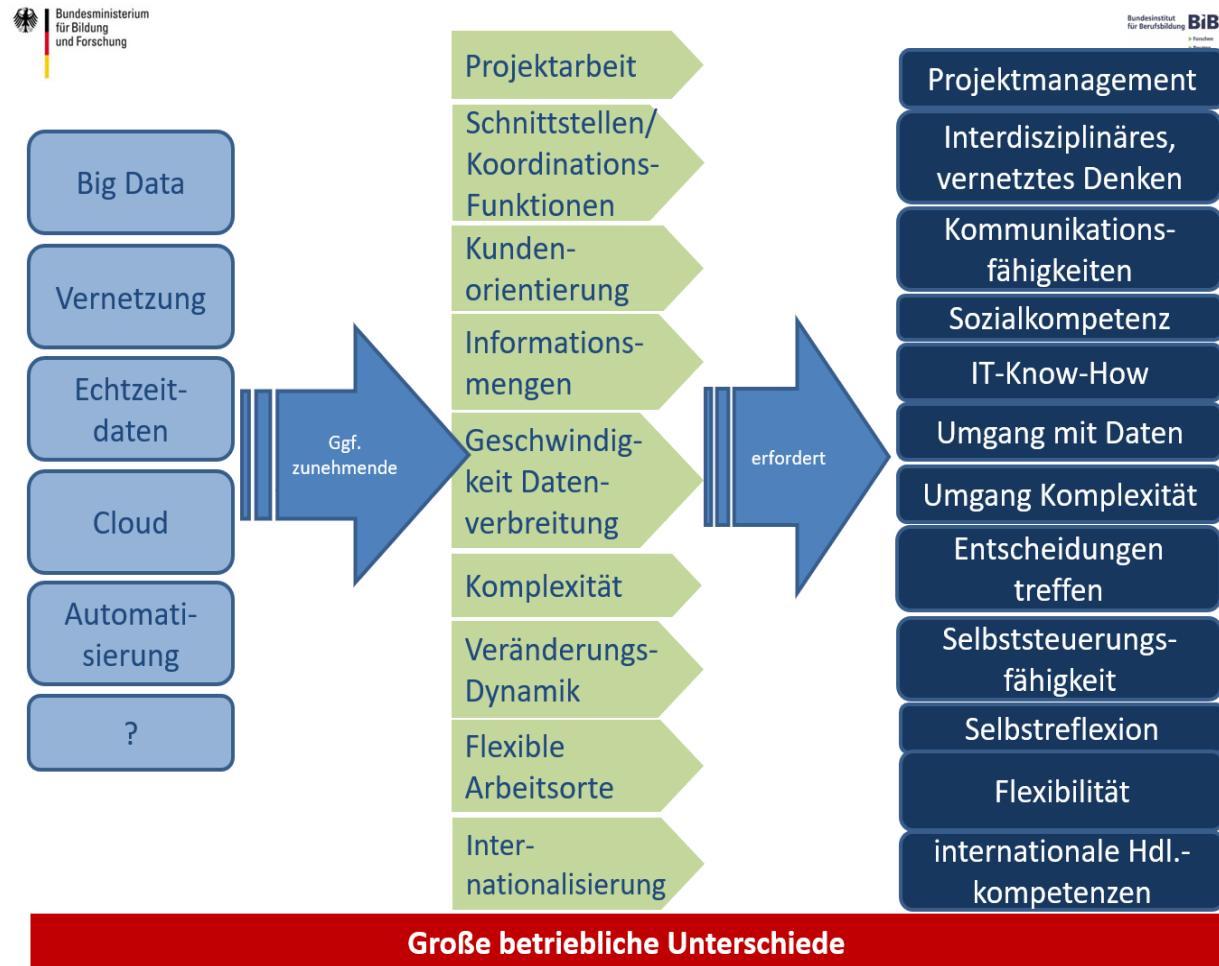 Bundesministerium
für Bildung
und Forschung
Bundesinstitut
für Berufsbildung
BiB
Forschen
Big Data
Vernetzung
Echtzeit-
daten
Cloud
Automati-
sierung
?
Ggf.
zunehmende
Projektarbeit
Schnittstellen/
Koordinations-
Funktionen
Kunden-
orientierung
Informations-
mengen
Geschwindig-
keit Daten-
verbreitung
Komplexität
Veränderungs-
Dynamik
Flexible
Arbeitsorte
Inter-
nationalisierung
erfordert
Projektmanagement
Interdisziplinäres,
vernetztes Denken
Kommunikations-
fähigkeiten
Sozialkompetenz
IT-Know-How
Umgang mit Daten
Umgang Komplexität
Entscheidungen
treffen
Selbststeuerungs-
fähigkeit
Selbstreflexion
Flexibilität
internationale Hdl.-
kompetenzen
Große betriebliche Unterschiede